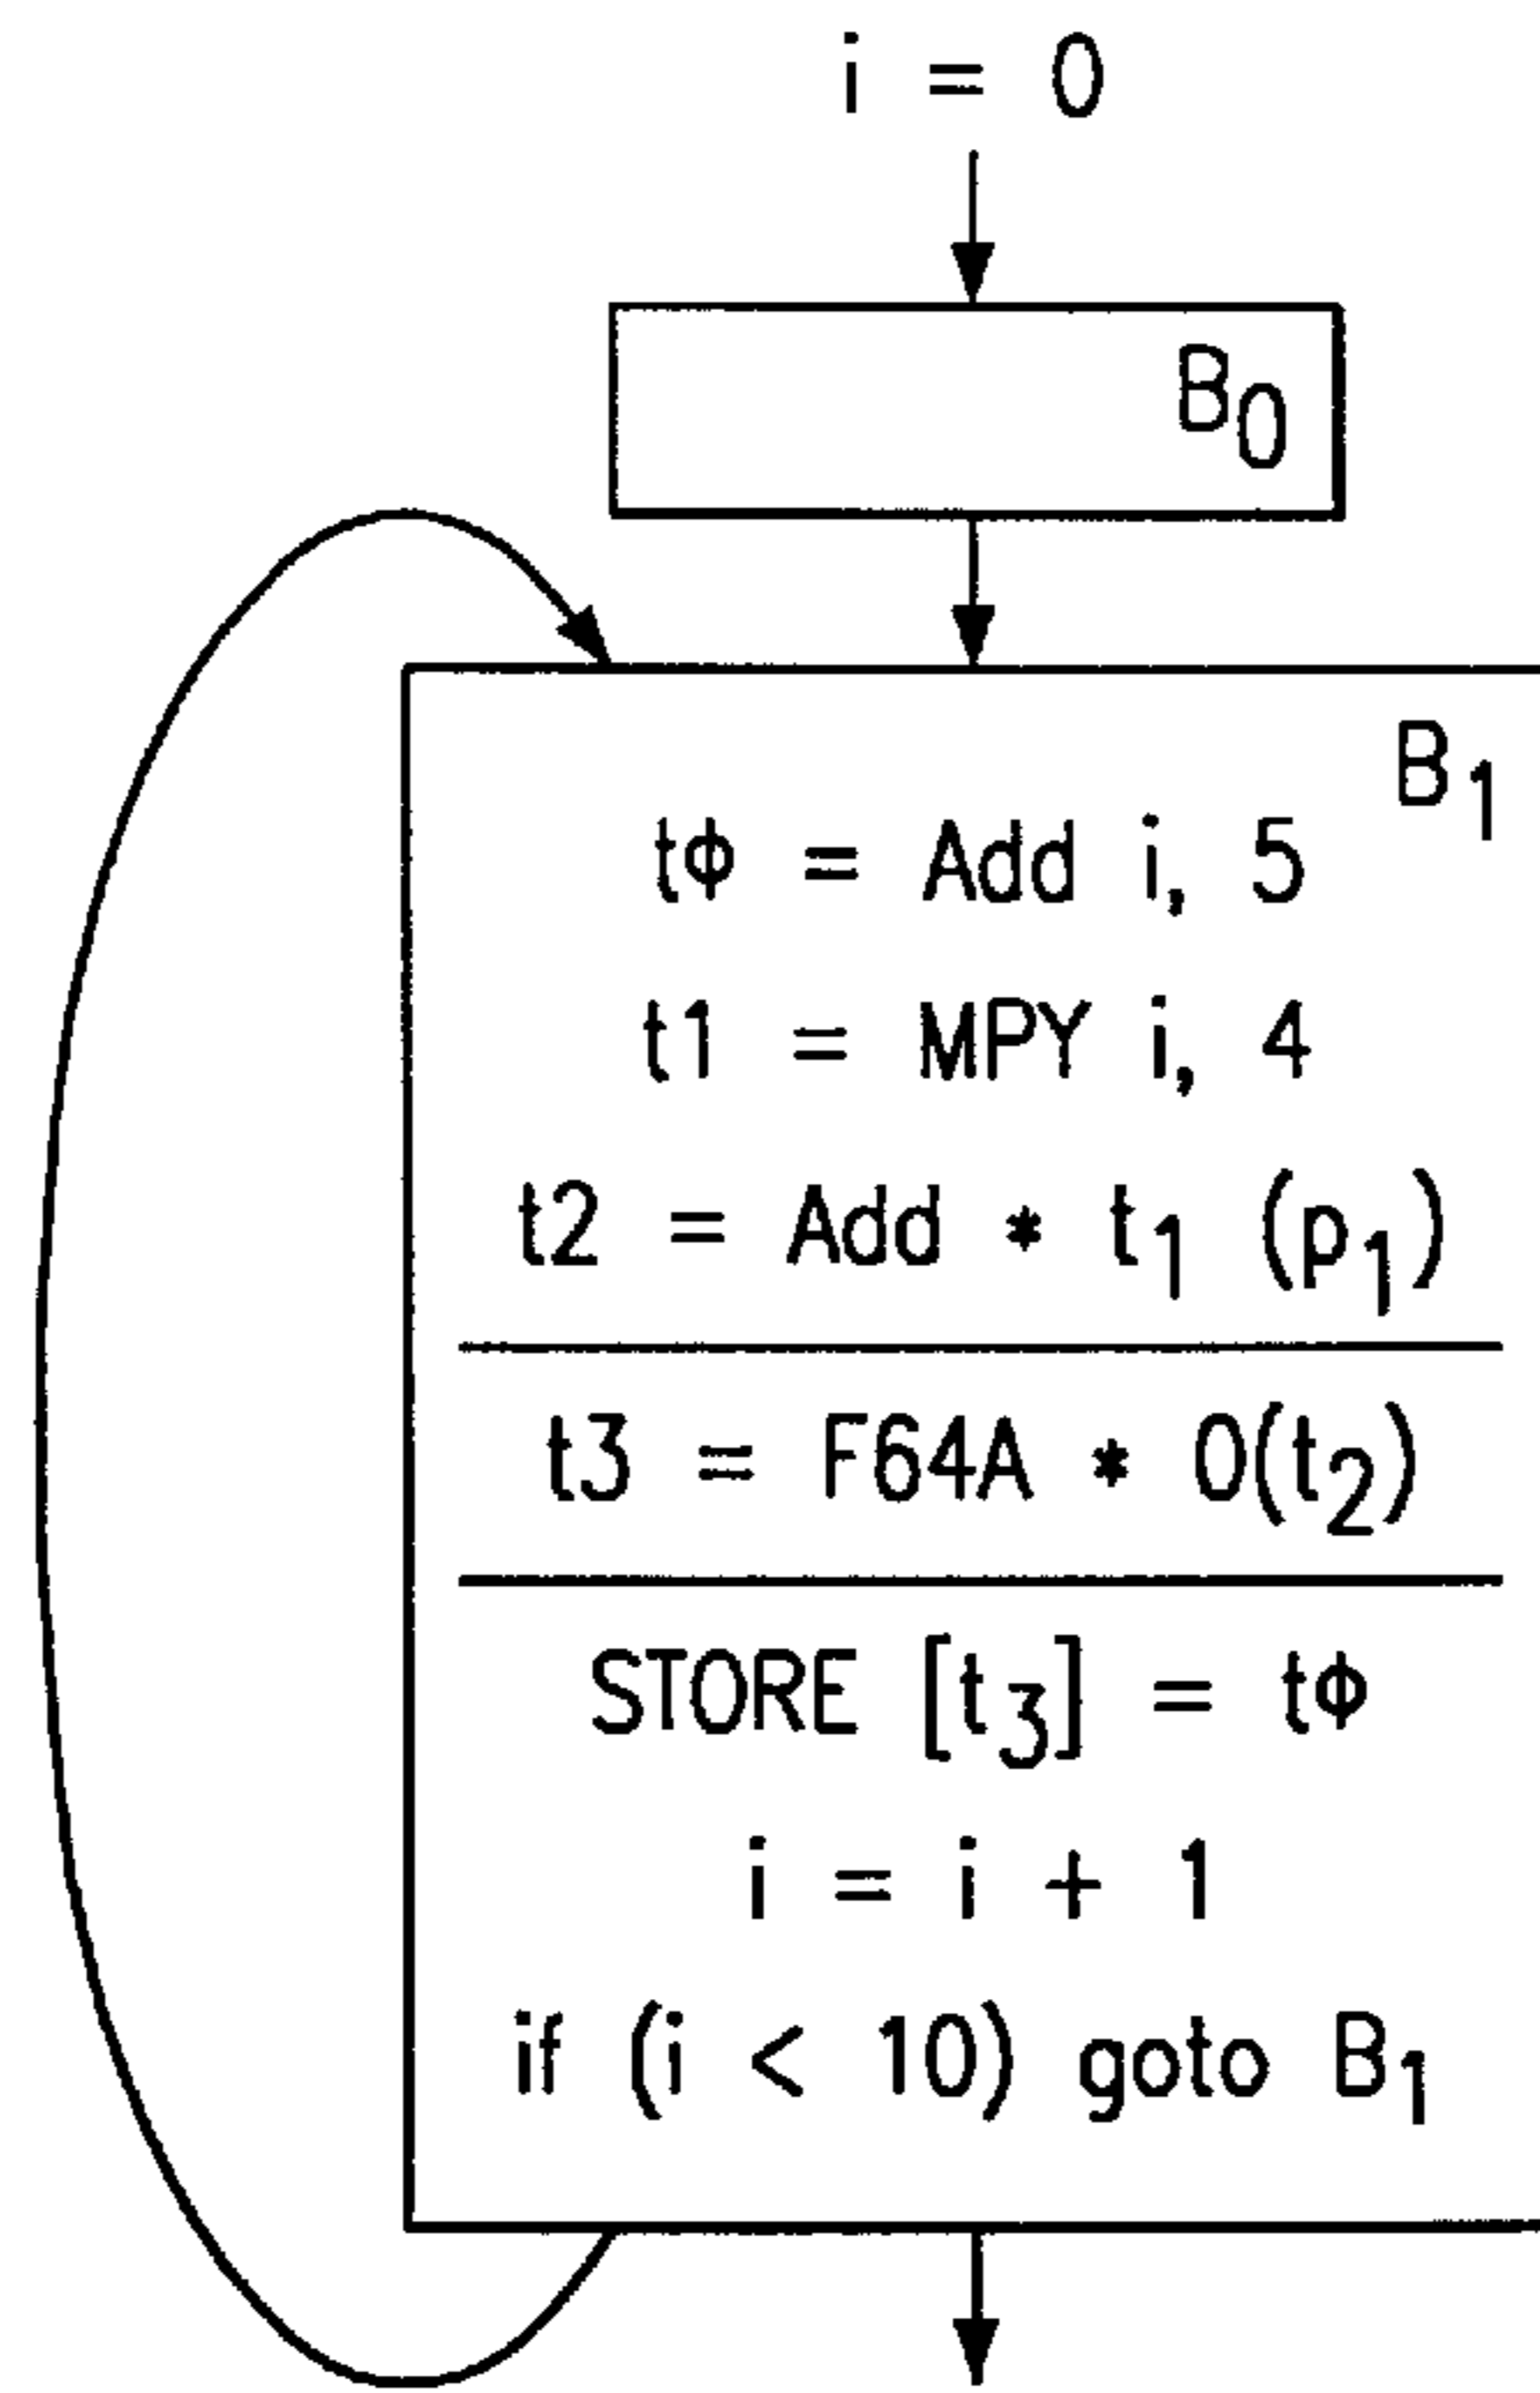 i = 0
B0
B1
tϕ = Add i, 5
t1 = MPY i, 4
t2 = Add * t1 (p1)
t3 = F64A * 0(t2)
STORE [t3] = tϕ
i = i + 1
if (i < 10) goto B1